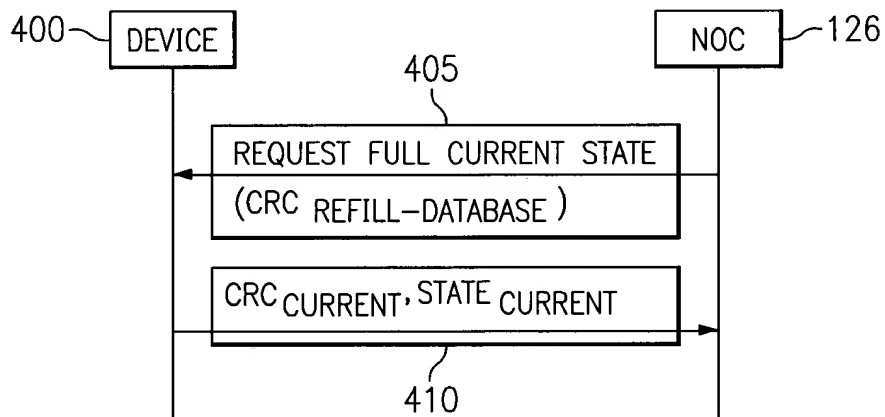 400 DEVICE NOC 126
405
REQUEST FULL CURRENT STATE
(CRC REFILL-DATABASE)
CRC CURRENT, STATE CURRENT
410